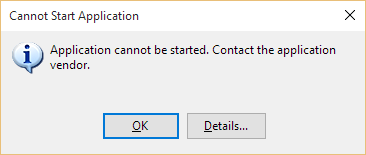 Cannot Start Application
Application cannot be started. Contact the application
vendor.
OK
Details...